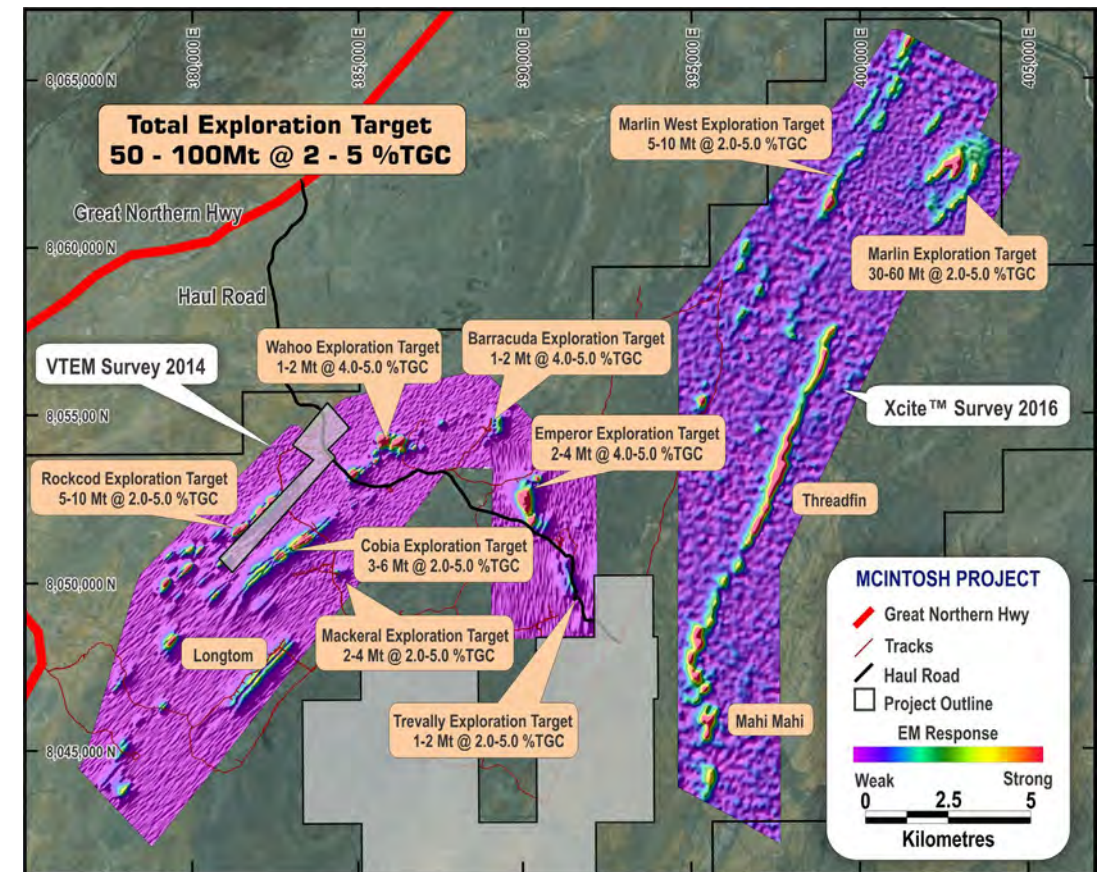 380,000 E
385,000 E
390,000 E
395,000 E
400,000 E
405,000 E
8,065,000 N
Total Exploration Target
50 - 100Mt @ 2 - 5 %TGC
Marlin West Exploration Target
5-10 Mt @ 2.0-5.0 %TGC
Great Northern Hwy
8,060,000 N
Marlin Exploration Target
30-60 Mt @ 2.0-5.0 %TGC
Haul Road
Wahoo Exploration Target
1-2 Mt @ 4.0-5.0 %TGC
Barracuda Exploration Target
1-2 Mt @ 4.0-5.0 %TGC
VTEM Survey 2014
8,055,00 N
Xcite™ Survey 2016
Emperor Exploration Target
2-4 Mt @ 4.0-5.0 %TGC
Rockcod Exploration Target
5-10 Mt @ 2.0-5.0 %TGC
Threadfin
Cobia Exploration Target
3-6 Mt @ 2.0-5.0 %TGC
8,050,000 N
Mackeral Exploration Target
2-4 Mt @ 2.0-5.0 %TGC
Longtom
Trevally Exploration Target
1-2 Mt @ 2.0-5.0 %TGC
Mahi Mahi
8,045,000 N
MCINTOSH PROJECT
Great Northern Hwy
Tracks
Haul Road
Project Outline
EM Response
Weak
Strong
0
2.5
5
Kilometres